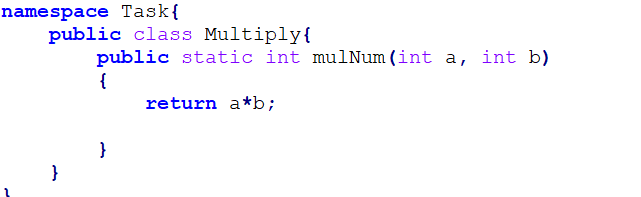 namespace Task{
    public class Multiply{
        public static int mulNum(int a, int b)
        {
            return a*b;
        }
    }
}